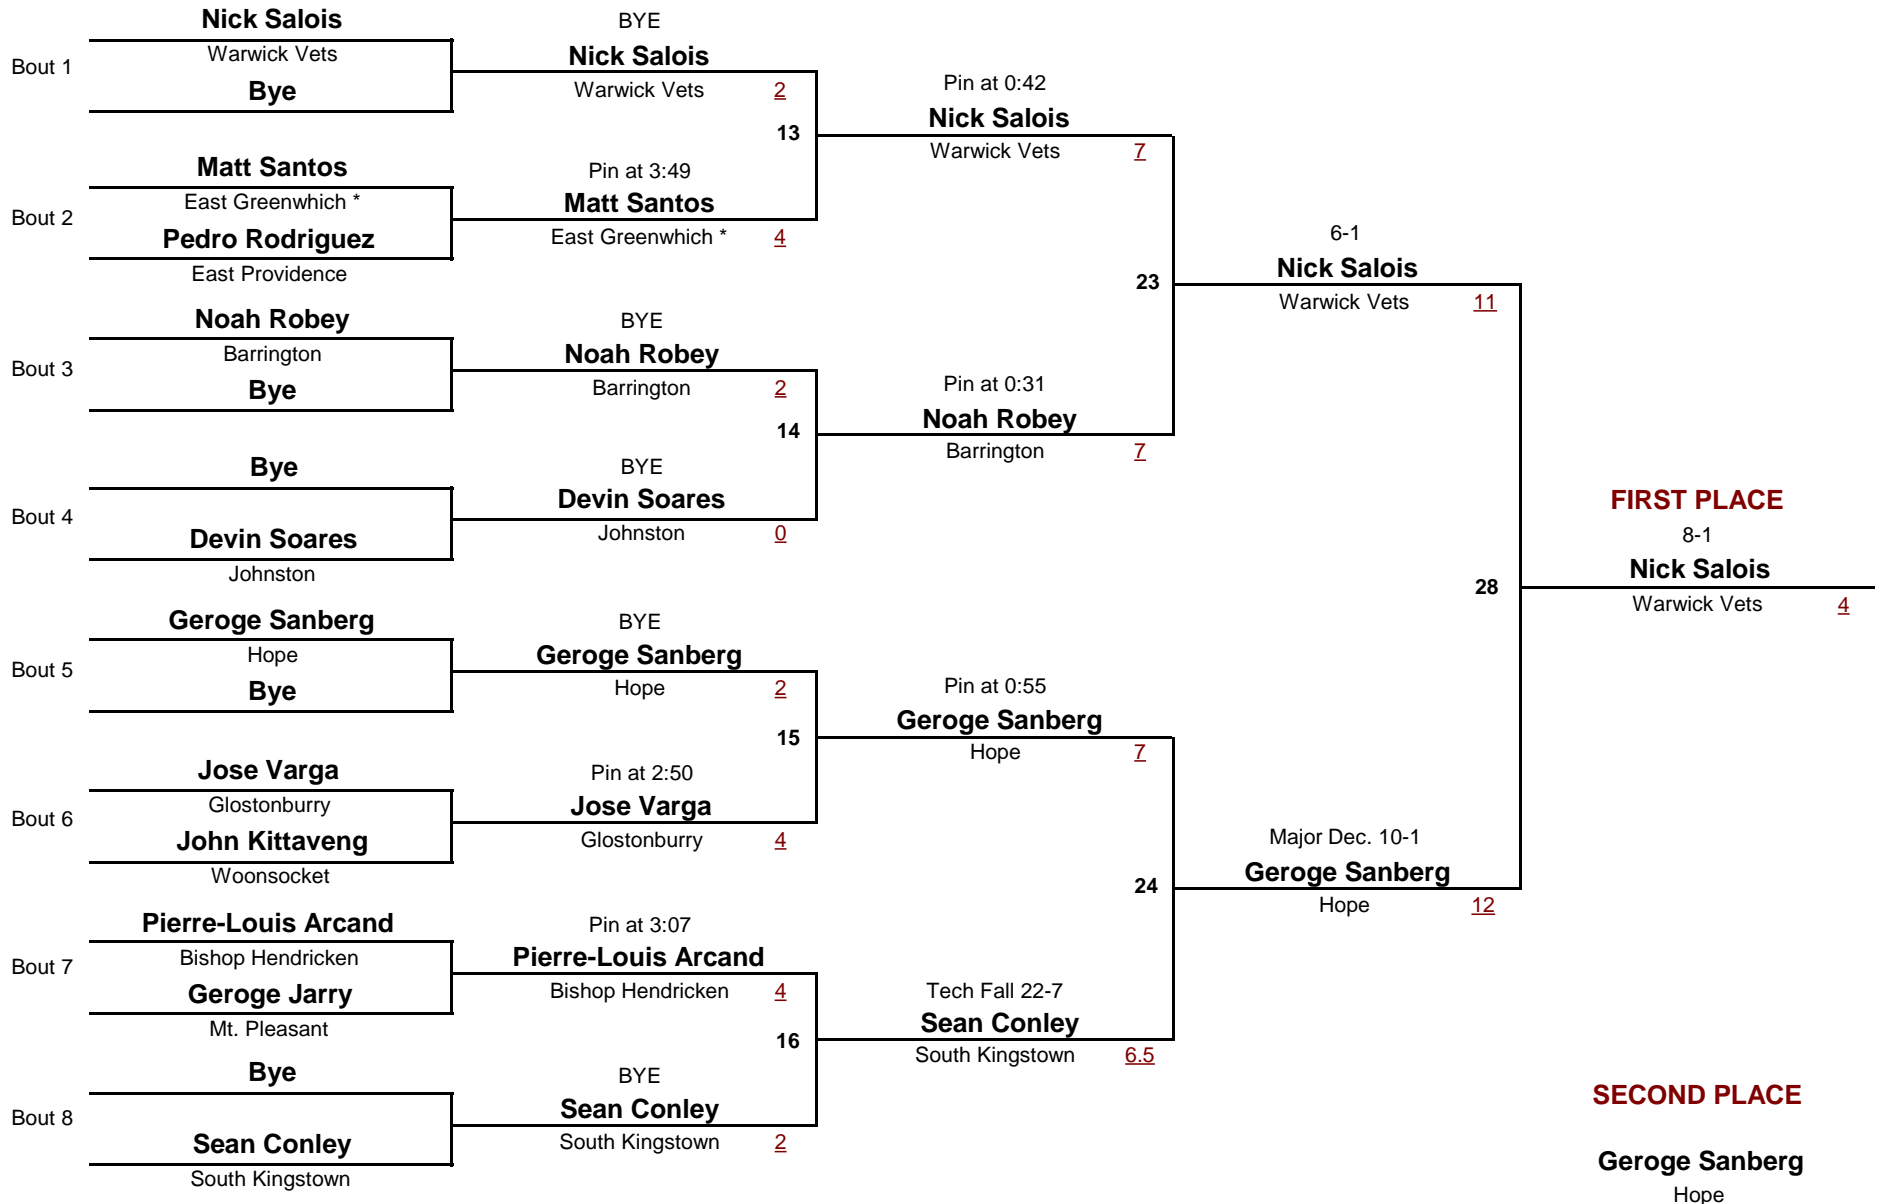 Nick Salois
Bout 1
Warwick Vets
Bye
Matt Santos
Bout 2
East Greenwhich *
Pedro Rodriguez
East Providence
Noah Robey
Bout 3
Barrington
Bye
Bye
Bout 4
Devin Soares
Johnston
Geroge Sanberg
Bout 5
Hope
Bye
Jose Varga
Bout 6
Glostonburry
John Kittaveng
Woonsocket
Pierre-Louis Arcand
Bout 7
Bishop Hendricken
Geroge Jarry
Mt. Pleasant
Bye
Bout 8
Sean Conley
South Kingstown
BYE
Nick Salois
Warwick Vets 2
13
Pin at 3:49
Matt Santos
East Greenwhich * 4
BYE
Noah Robey
Barrington 2
14
BYE
Devin Soares
Johnston 0
BYE
Geroge Sanberg
Hope 2
15
Pin at 2:50
Jose Varga
Glostonburry 4
Pin at 3:07
Pierre-Louis Arcand
Bishop Hendricken 4
16
BYE
Sean Conley
South Kingstown 2
Pin at 0:42
Nick Salois
Warwick Vets 7
23
Pin at 0:31
Noah Robey
Barrington 7
Pin at 0:55
Geroge Sanberg
Hope 7
24
Tech Fall 22-7
Sean Conley
South Kingstown 6.5
6-1
Nick Salois
Warwick Vets 11
28
Major Dec. 10-1
Geroge Sanberg
Hope 12
FIRST PLACE
8-1
Nick Salois
Warwick Vets 4
SECOND PLACE
Geroge Sanberg
Hope